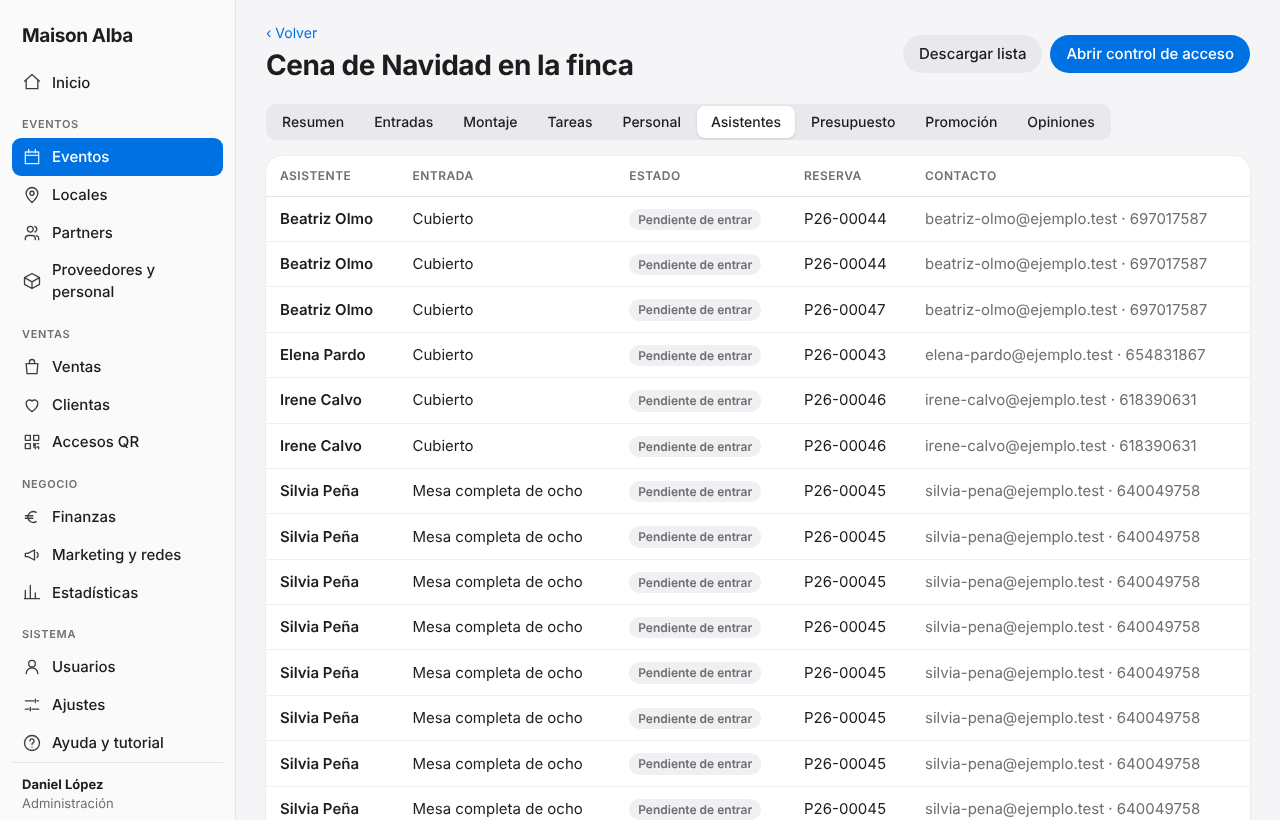 Maison Alba
Inicio
EVENTOS
Eventos
Locales
Partners
Proveedores y
personal
VENTAS
Ventas
Clientas
Accesos QR
NEGOCIO
Finanzas
Marketing y redes
Estadísticas
SISTEMA
Usuarios
Ajustes
Ayuda y tutorial
Daniel López
Administración
‹ Volver
Cena de Navidad en la finca
Descargar lista
Abrir control de acceso
Resumen Entradas Montaje Tareas Personal Asistentes Presupuesto Promoción Opiniones
ASISTENTE ENTRADA ESTADO RESERVA CONTACTO
Beatriz Olmo Cubierto Pendiente de entrar P26-00044 beatriz-olmo@ejemplo.test · 697017587
Beatriz Olmo Cubierto Pendiente de entrar P26-00044 beatriz-olmo@ejemplo.test · 697017587
Beatriz Olmo Cubierto Pendiente de entrar P26-00047 beatriz-olmo@ejemplo.test · 697017587
Elena Pardo Cubierto Pendiente de entrar P26-00043 elena-pardo@ejemplo.test · 654831867
Irene Calvo Cubierto Pendiente de entrar P26-00046 irene-calvo@ejemplo.test · 618390631
Irene Calvo Cubierto Pendiente de entrar P26-00046 irene-calvo@ejemplo.test · 618390631
Silvia Peña Mesa completa de ocho Pendiente de entrar P26-00045 silvia-pena@ejemplo.test · 640049758
Silvia Peña Mesa completa de ocho Pendiente de entrar P26-00045 silvia-pena@ejemplo.test · 640049758
Silvia Peña Mesa completa de ocho Pendiente de entrar P26-00045 silvia-pena@ejemplo.test · 640049758
Silvia Peña Mesa completa de ocho Pendiente de entrar P26-00045 silvia-pena@ejemplo.test · 640049758
Silvia Peña Mesa completa de ocho Pendiente de entrar P26-00045 silvia-pena@ejemplo.test · 640049758
Silvia Peña Mesa completa de ocho Pendiente de entrar P26-00045 silvia-pena@ejemplo.test · 640049758
Silvia Peña Mesa completa de ocho Pendiente de entrar P26-00045 silvia-pena@ejemplo.test · 640049758
Silvia Peña Mesa completa de ocho Pendiente de entrar P26-00045 silvia-pena@ejemplo.test · 640049758